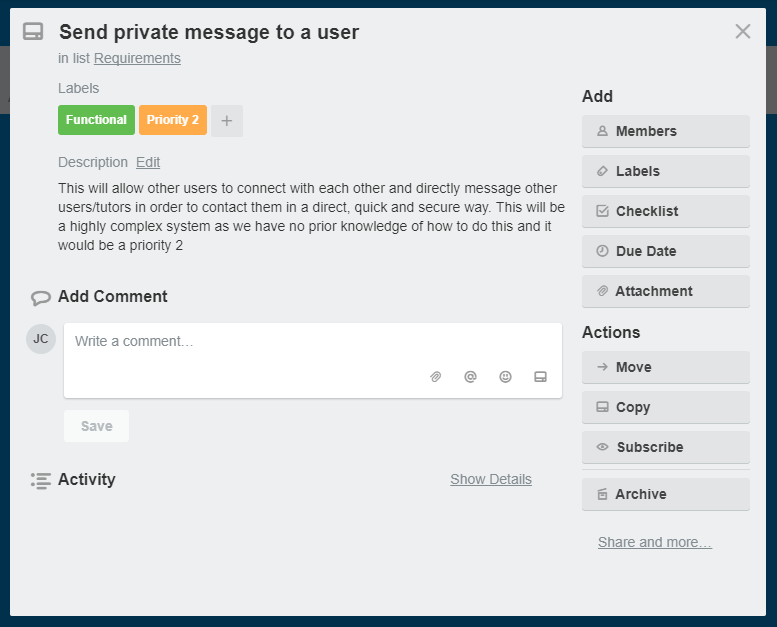 Send private message to a user
in list Requirements
Labels
Functional Priority 2 +
Description Edit
This will allow other users to connect with each other and directly message other
users/tutors in order to contact them in a direct, quick and secure way. This will be
a highly complex system as we have no prior knowledge of how to do this and it
would be a priority 2
Add Comment
JC
Write a comment…
Save
Activity
Show Details
Add
Members
Labels
Checklist
Due Date
Attachment
Actions
Move
Copy
Subscribe
Archive
Share and more…